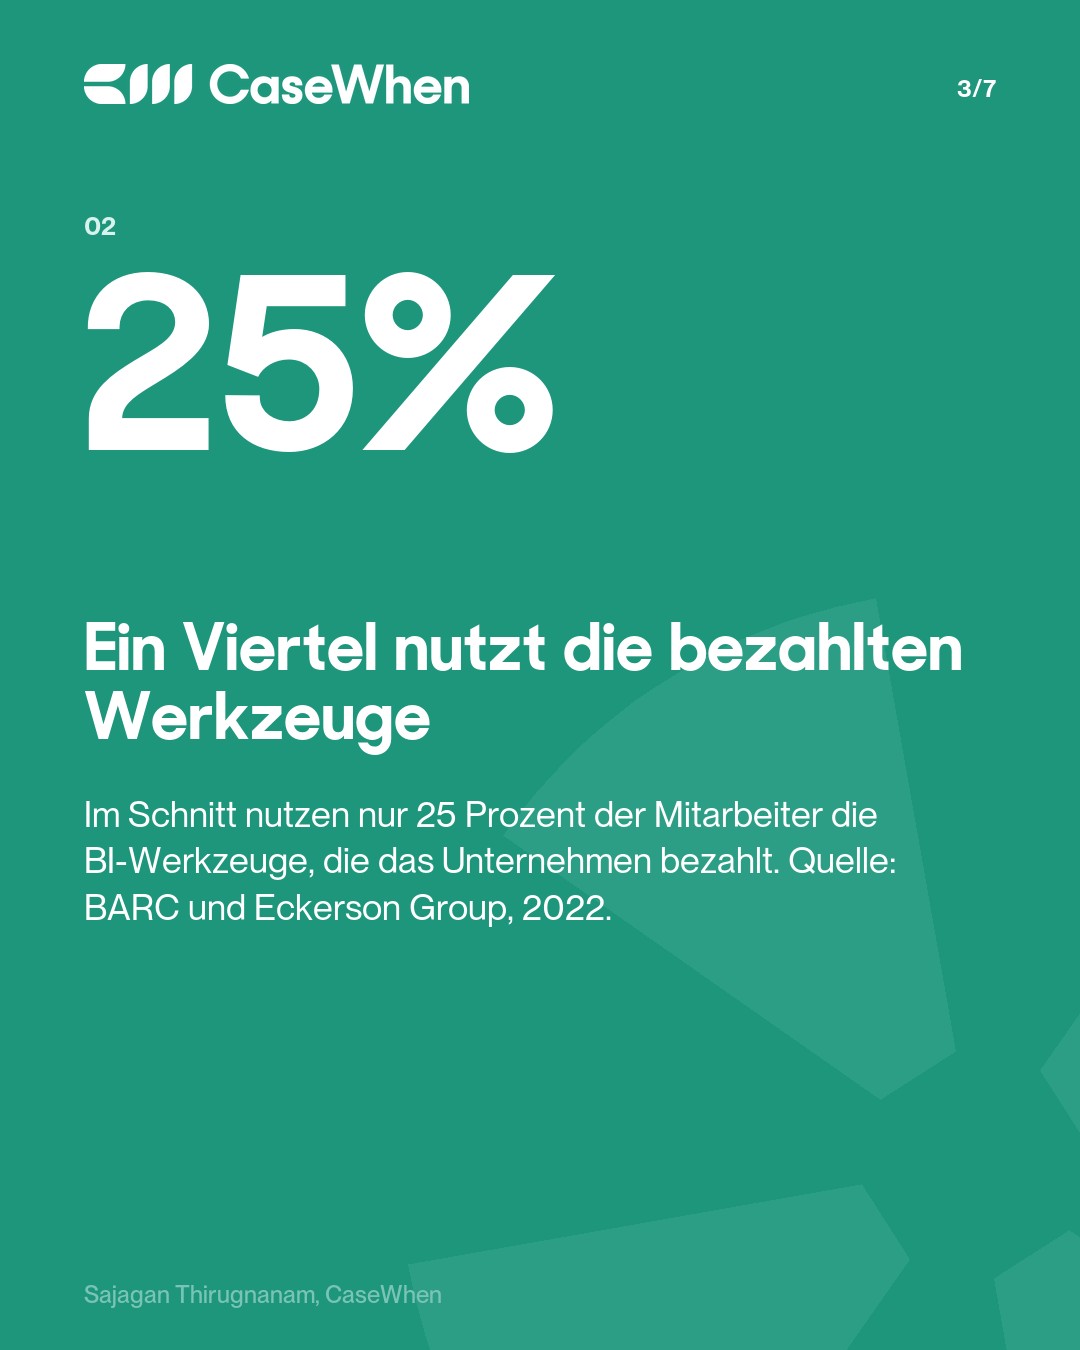 CaseWhen
3/7
02
25%
Ein Viertel nutzt die bezahlten
Werkzeuge
Im Schnitt nutzen nur 25 Prozent der Mitarbeiter die
BI-Werkzeuge, die das Unternehmen bezahlt. Quelle:
BARC und Eckerson Group, 2022.
Sajagan Thirugnanam, CaseWhen